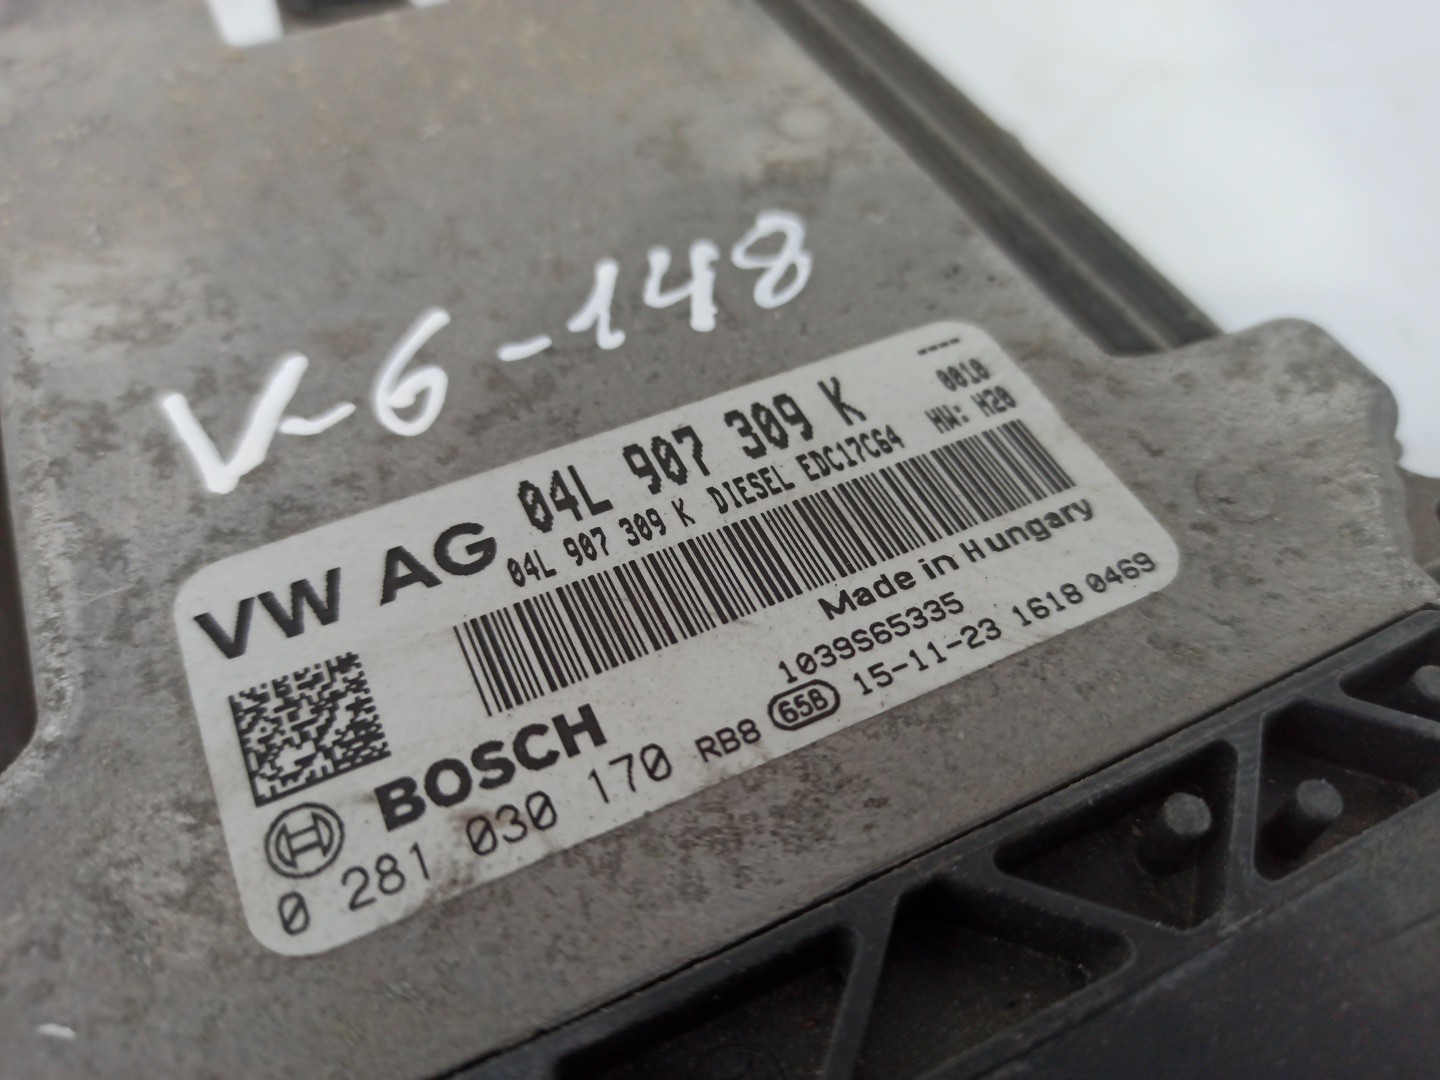 V-6-148
----
VW AG 04L 907 309 K 0010
04L 907 309 K DIESEL EDC17C64 HW: H20
Made in Hungary
BOSCH 1039S65335
0 281 030 170 RB8 658 15-11-23 1618 0469